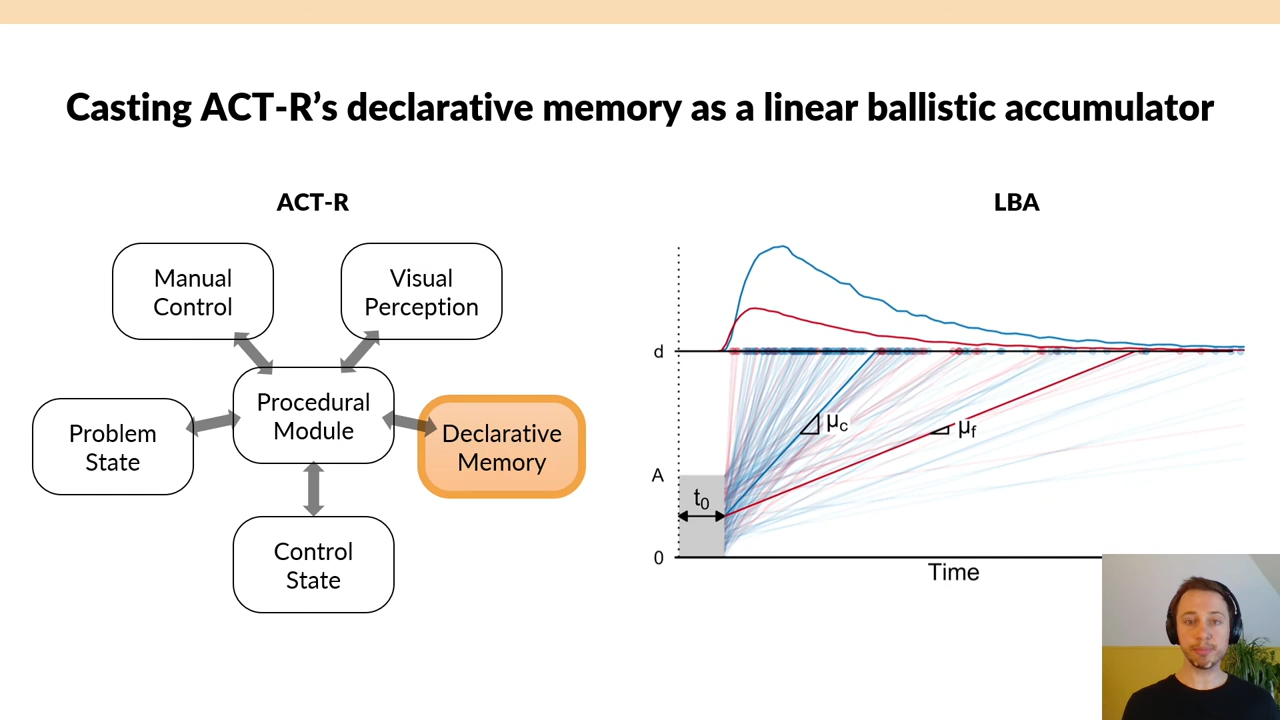 Casting ACT-R’s declarative memory as a linear ballistic accumulator
ACT-R
Manual
Control
Visual
Perception
Procedural
Module
Problem
State
Declarative
Memory
Control
State
LBA
d
μc
μf
A
t0
0
Time